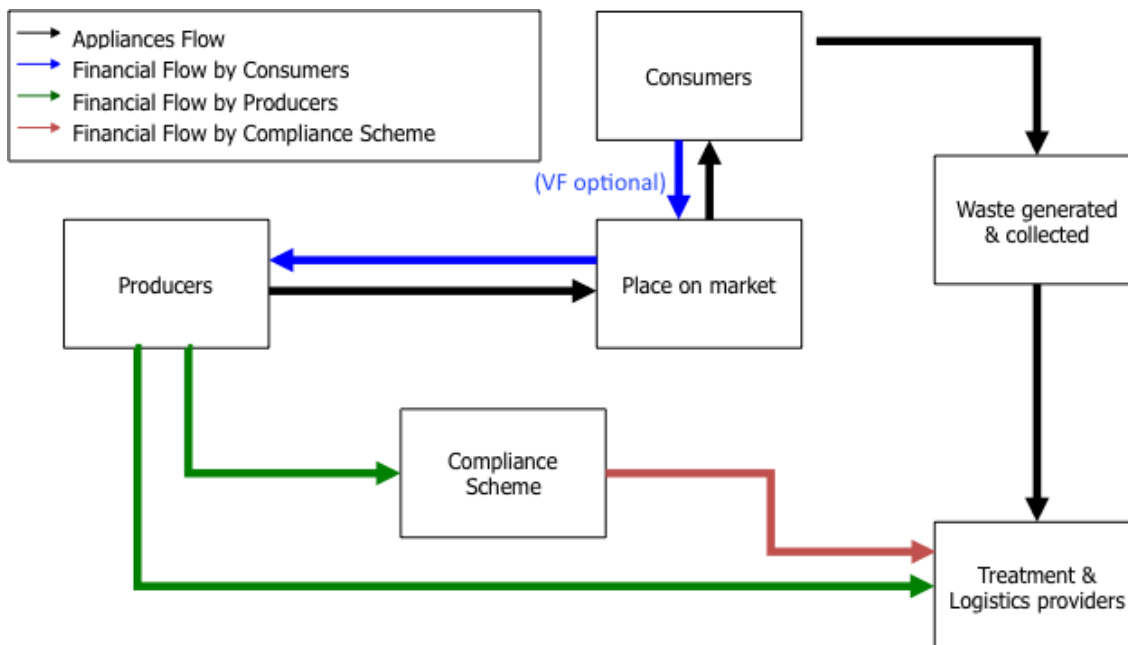 Appliances Flow
Financial Flow by Consumers
Financial Flow by Producers
Financial Flow by Compliance Scheme
Consumers
(VF optional)
Waste generated
& collected
Producers
Place on market
Compliance
Scheme
Treatment &
Logistics providers